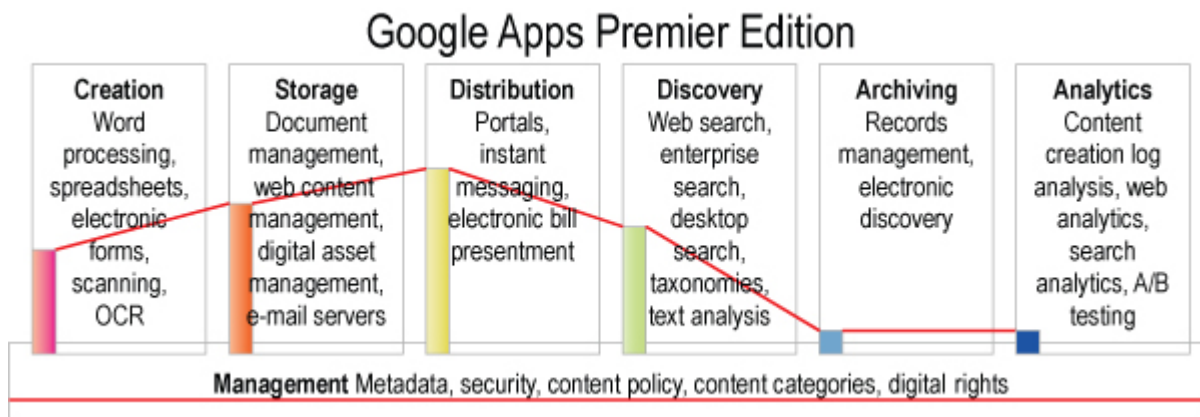 Google Apps Premier Edition
Creation
Word
processing,
spreadsheets,
electronic
forms,
scanning,
OCR
Storage
Document
management,
web content
management,
digital asset
management,
e-mail servers
Distribution
Portals,
instant
messaging,
electronic bill
presentment
Discovery
Web search,
enterprise
search,
desktop
search,
taxonomies,
text analysis
Archiving
Records
management,
electronic
discovery
Analytics
Content
creation log
analysis, web
analytics,
search
analytics, A/B
testing
Management Metadata, security, content policy, content categories, digital rights